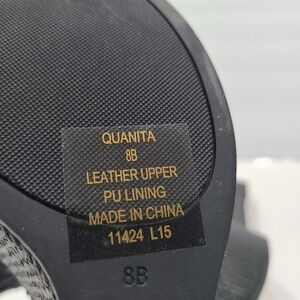 QUANITA
8B
LEATHER UPPER
PU LINING
MADE IN CHINA
11424 L15
8B